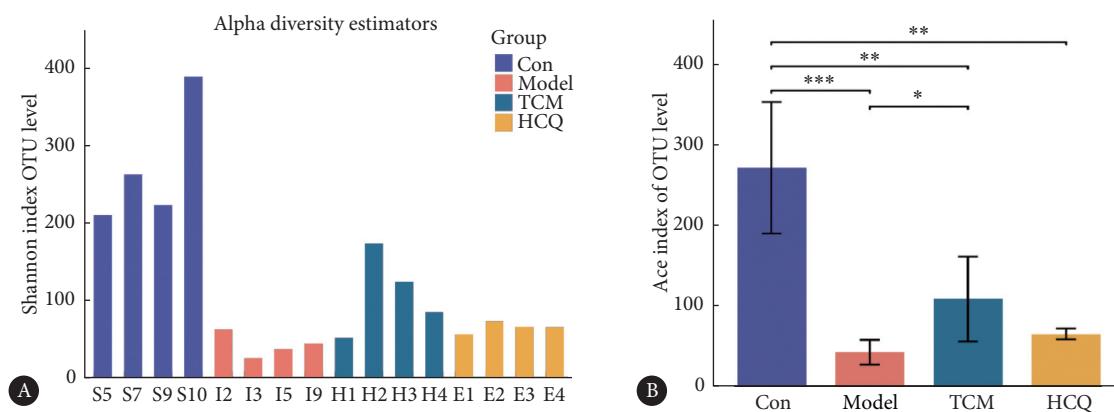 Alpha diversity estimators
Group
Con
Model
TCM
HCQ
Shannon index OTU level
400
300
200
100
0
S5 S7 S9 S10 I2 I3 I5 I9 H1 H2 H3 H4 E1 E2 E3 E4
A
Ace index of OTU level
400
300
200
100
0
**
**
***
*
Con Model TCM HCQ
B